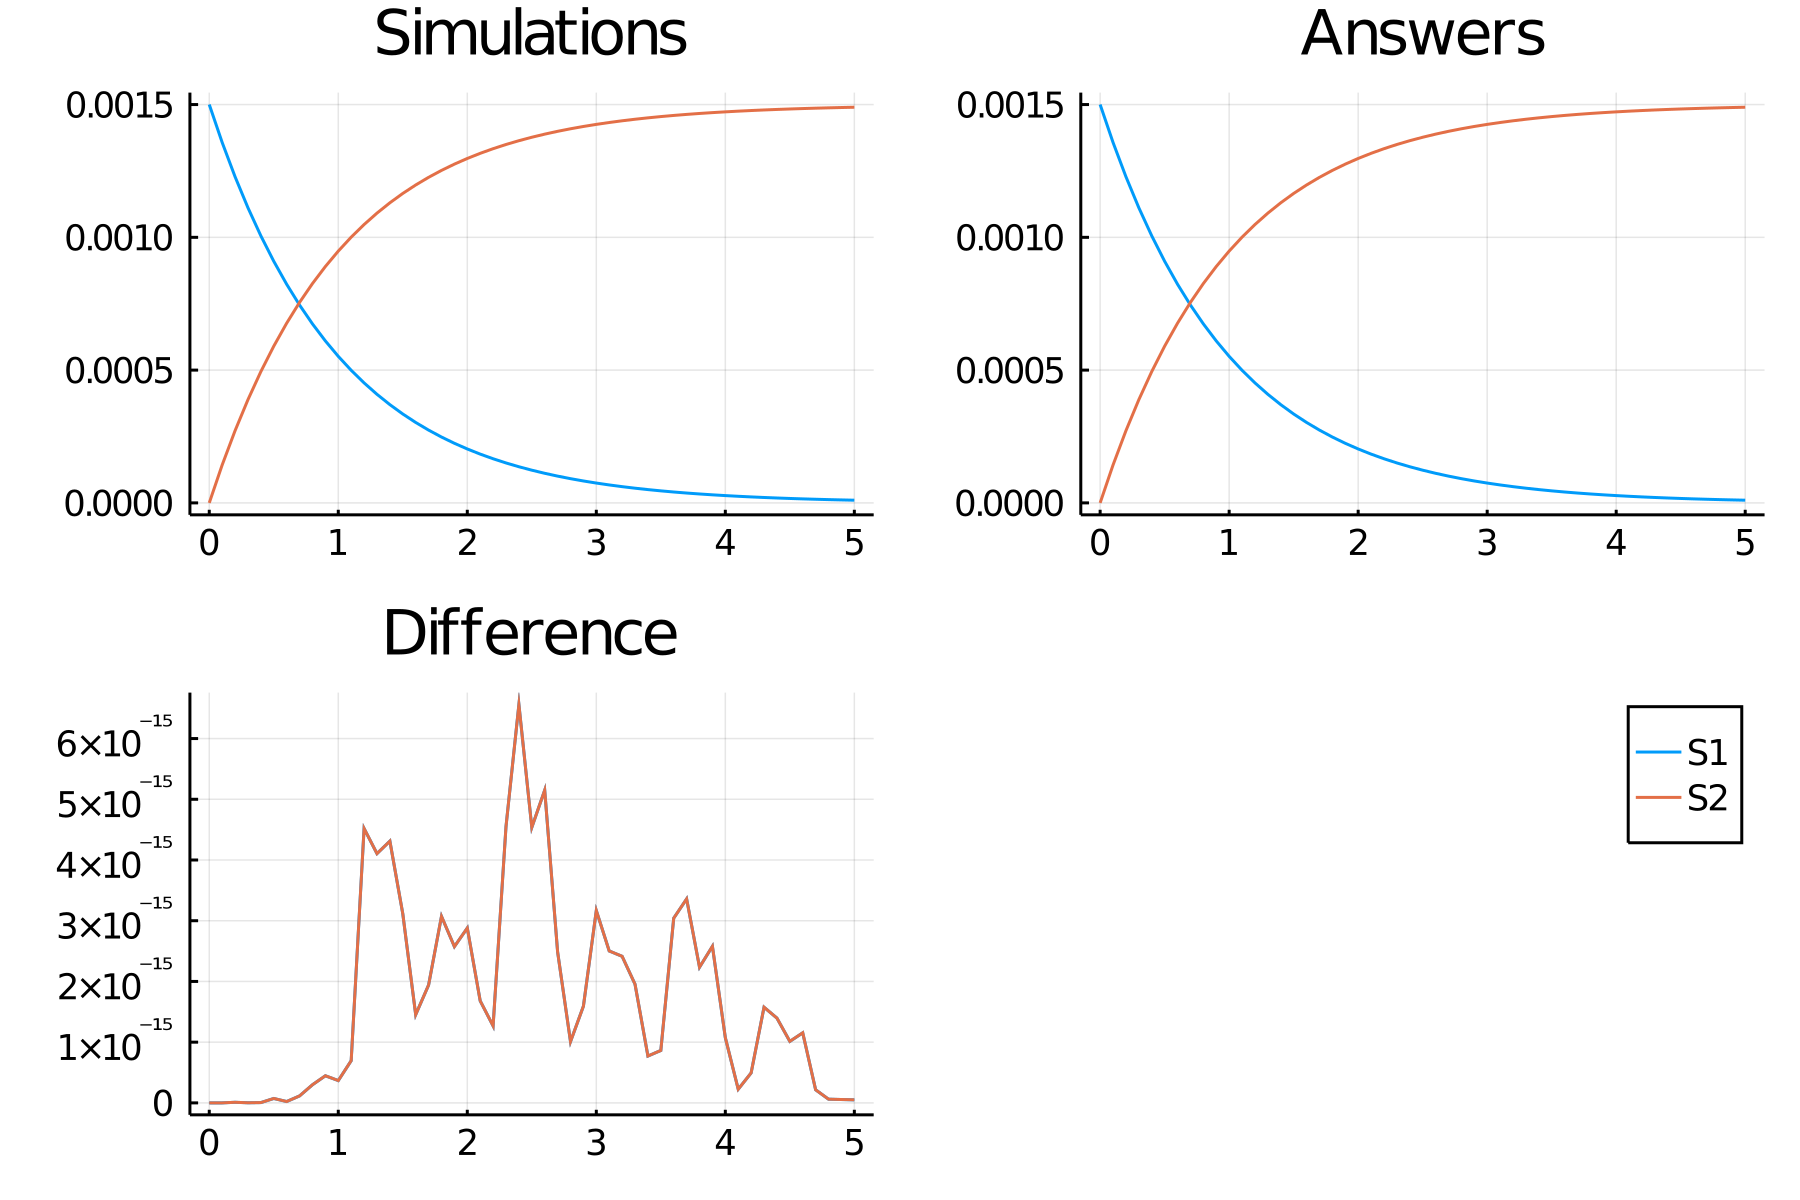 Simulations
0.0015
0.0010
0.0005
0.0000
0 1 2 3 4 5
Answers
0.0015
0.0010
0.0005
0.0000
0 1 2 3 4 5
Difference
6×10⁻¹⁵
5×10⁻¹⁵
4×10⁻¹⁵
3×10⁻¹⁵
2×10⁻¹⁵
1×10⁻¹⁵
0
0 1 2 3 4 5
S1
S2